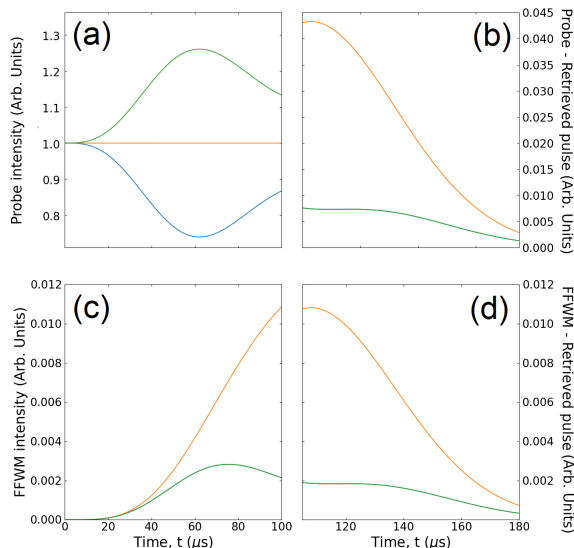 (a)
Probe intensity (Arb. Units)
1.3
1.2
1.1
1.0
0.9
0.8
(b)
0.045
0.040
0.035
0.030
0.025
0.020
0.015
0.010
0.005
0.000
Probe - Retrieved pulse (Arb. Units)
(c)
FFWM intensity (Arb. Units)
0.012
0.010
0.008
0.006
0.004
0.002
0.000
0 20 40 60 80 100
Time, t (μs)
(d)
0.012
0.010
0.008
0.006
0.004
0.002
FFWM - Retrieved pulse (Arb. Units)
120 140 160 180
Time, t (μs)